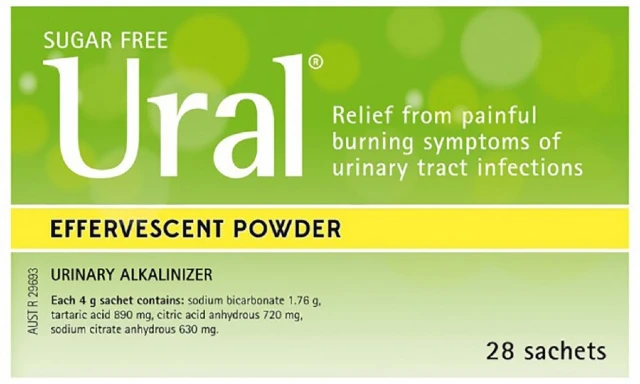 SUGAR FREE
Ural®
Relief from painful
burning symptoms of
urinary tract infections
EFFERVESCENT POWDER
URINARY ALKALINIZER
Each 4 g sachet contains: sodium bicarbonate 1.76 g,
tartaric acid 890 mg, citric acid anhydrous 720 mg,
sodium citrate anhydrous 630 mg.
AUST R 29693
28 sachets